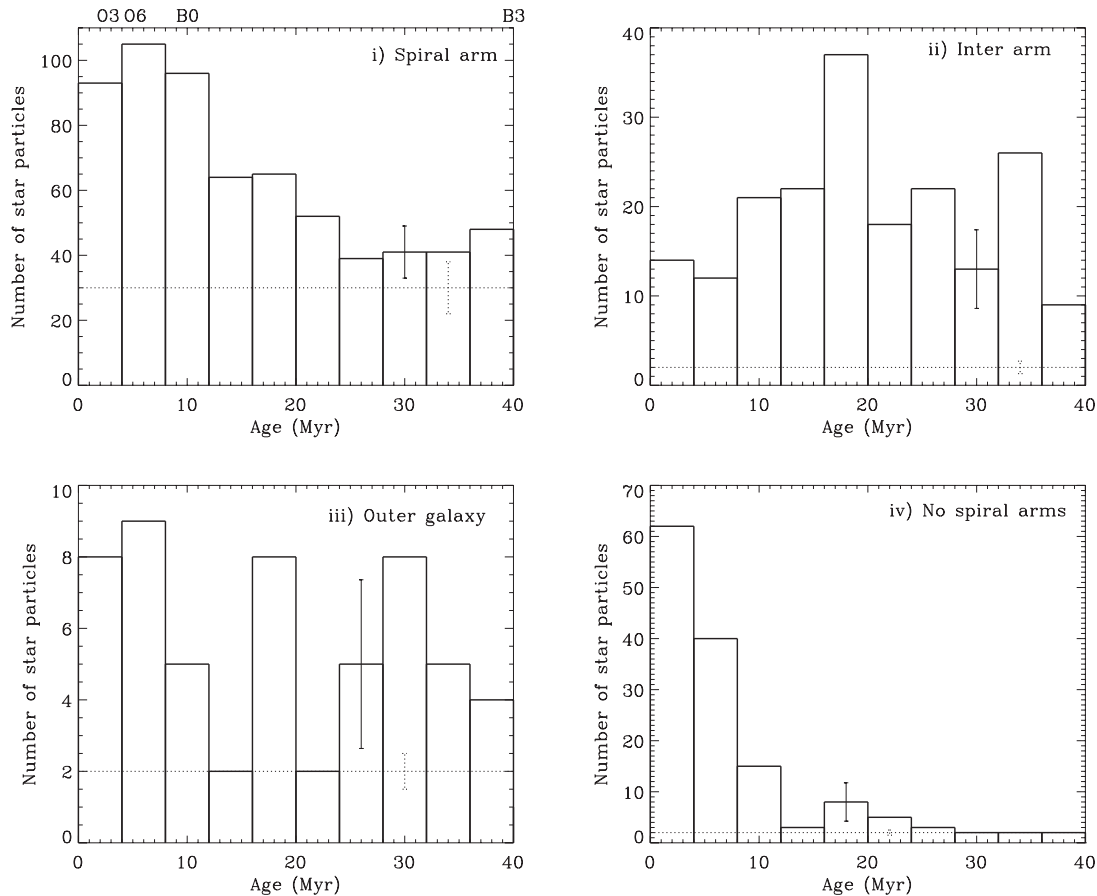 O3 O6 B0 B3
i) Spiral arm
Number of star particles
100
80
60
40
20
0
0 10 20 30 40
Age (Myr)
ii) Inter arm
Number of star particles
40
30
20
10
0
0 10 20 30 40
Age (Myr)
iii) Outer galaxy
Number of star particles
10
8
6
4
2
0
0 10 20 30 40
Age (Myr)
iv) No spiral arms
Number of star particles
70
60
50
40
30
20
10
0
0 10 20 30 40
Age (Myr)